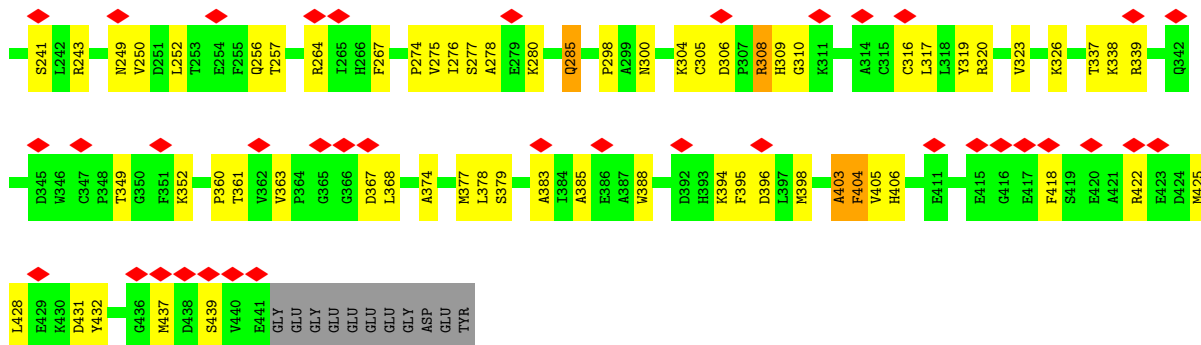 S241 L242 R243 N249 V250 D251 L252 T253 E254 F255 Q256 T257 R264 I265 H266 F267 P274 V275 I276 S277 A278 E279 K280 Q285 P298 A299 N300 K304 C305 D306 P307 R308 H309 G310 K311 A314 C315 C316 L317 L318 Y319 R320 V323 K326 T337 K338 R339 Q342
D345 W346 C347 P348 T349 G350 F351 K352 P360 T361 V362 V363 P364 G365 G366 D367 L368 A374 M377 L378 S379 A383 I384 A385 E386 A387 W388 D392 H393 K394 F395 D396 L397 M398 A403 F404 V405 H406 E411 E415 G416 E417 F418 S419 E420 A421 R422 E423 D424 M425
L428 E429 K430 D431 Y432 G436 M437 D438 S439 V440 E441 GLY GLU GLY GLU GLU GLU GLU GLY ASP GLU TYR